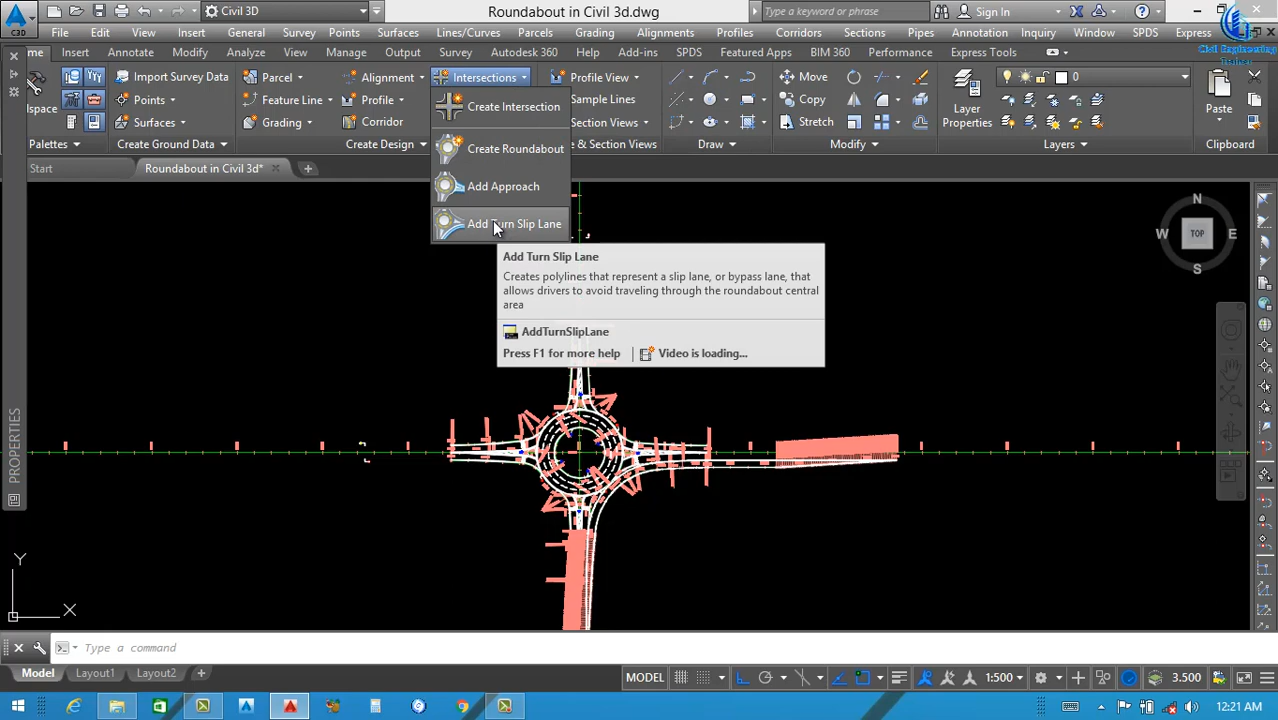 Civil 3D
Roundabout in Civil 3d.dwg
Type a keyword or phrase
Sign In
C3D
File Edit View Insert General Survey Points Surfaces Lines/Curves Parcels Grading Alignments Profiles Corridors Sections Pipes Annotation Inquiry Window SPDS Express
Civil Engineering
me Insert Annotate Modify Analyze View Manage Output Survey Autodesk 360 Help Add-ins SPDS Featured Apps BIM 360 Performance Express Tools
Import Survey Data Parcel Alignment Intersections Profile View Move 0
Points Feature Line Profile Sample Lines Copy
space Surfaces Grading Corridor Section Views Stretch
Layer
Properties
Paste
Palettes Create Ground Data Create Design & Section Views Draw Modify Layers Clipboard
Create Intersection
Create Roundabout
Add Approach
Add Turn Slip Lane
Start Roundabout in Civil 3d*
Add Turn Slip Lane
Creates polylines that represent a slip lane, or bypass lane, that
allows drivers to avoid traveling through the roundabout central
area
AddTurnSlipLane
Press F1 for more help Video is loading...
N
W TOP E
S
PROPERTIES
Y
X
Type a command
Model Layout1 Layout2
MODEL 1:500 3.500
12:21 AM